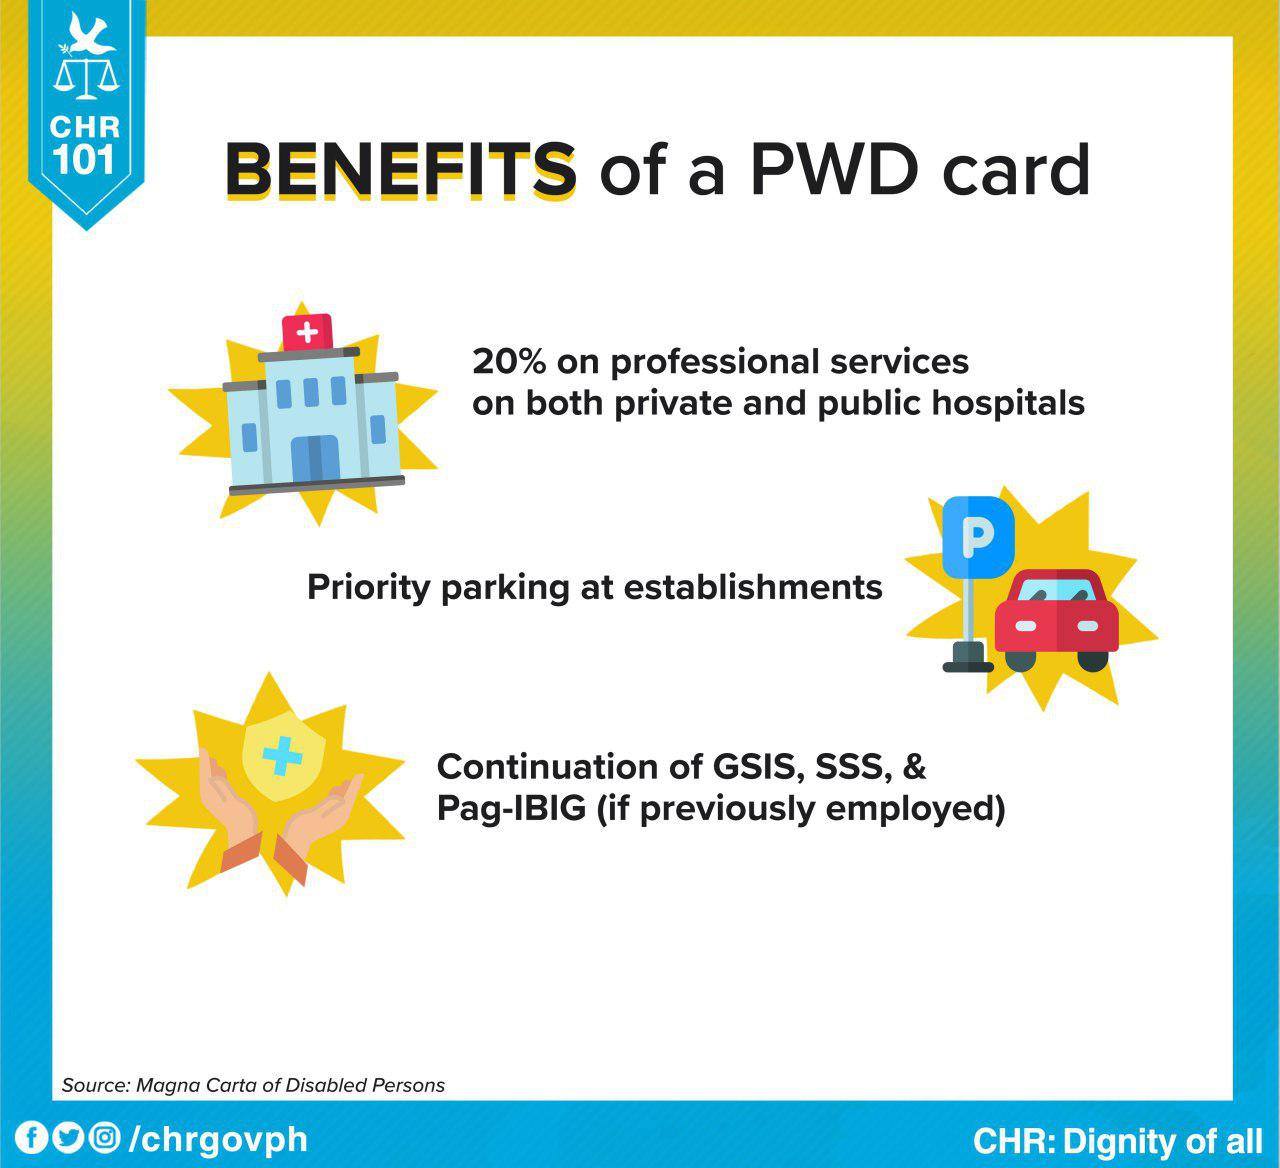 CHR
101
BENEFITS of a PWD card
20% on professional services
on both private and public hospitals
P
Priority parking at establishments
Continuation of GSIS, SSS, &
Pag-IBIG (if previously employed)
Source: Magna Carta of Disabled Persons
/chrgovph
CHR: Dignity of all